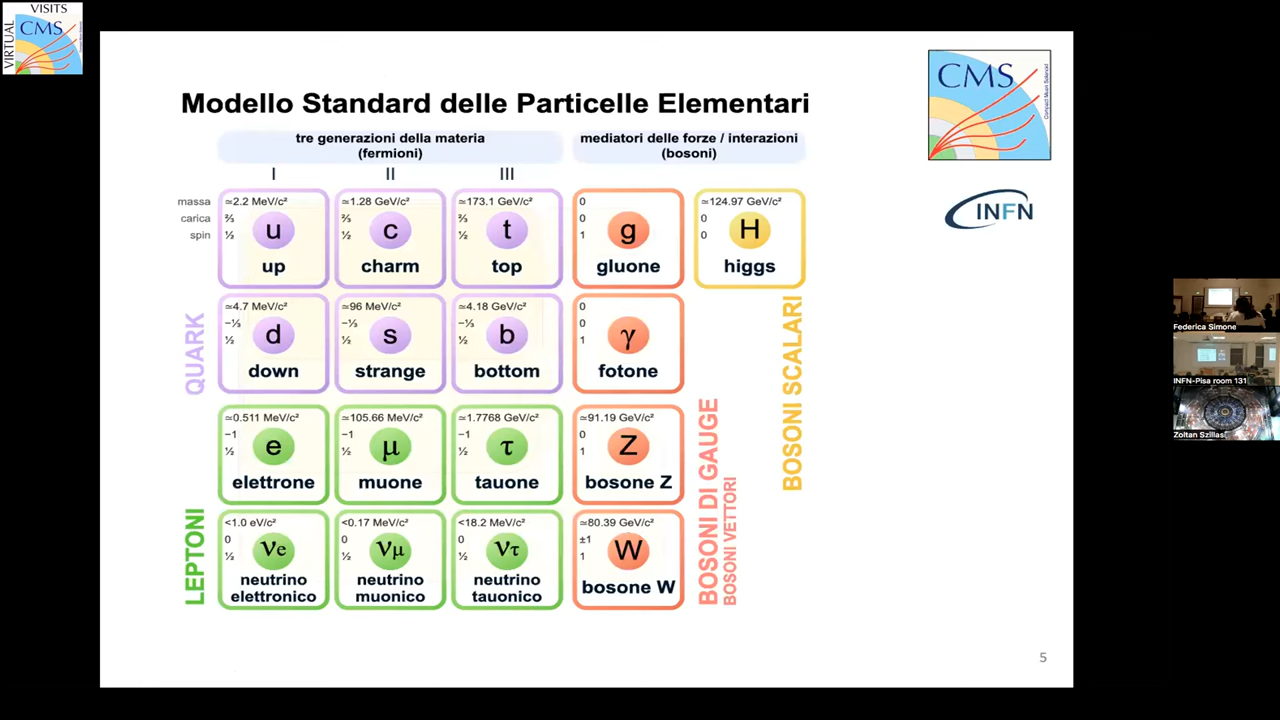 VISITS
VIRTUAL
CMS
CMS
Compact Muon Solenoid
INFN
Modello Standard delle Particelle Elementari
tre generazioni della materia
(fermioni)
mediatori delle forze / interazioni
(bosoni)
I
II
III
massa
carica
spin
≃2.2 MeV/c²
⅔
½
u
up
≃1.28 GeV/c²
⅔
½
c
charm
≃173.1 GeV/c²
⅔
½
t
top
0
0
1
g
gluone
≃124.97 GeV/c²
0
0
H
higgs
QUARK
≃4.7 MeV/c²
−⅓
½
d
down
≃96 MeV/c²
−⅓
½
s
strange
≃4.18 GeV/c²
−⅓
½
b
bottom
0
0
1
γ
fotone
BOSONI SCALARI
LEPTONI
≃0.511 MeV/c²
−1
½
e
elettrone
≃105.66 MeV/c²
−1
½
μ
muone
≃1.7768 GeV/c²
−1
½
τ
tauone
≃91.19 GeV/c²
0
1
Z
bosone Z
BOSONI DI GAUGE
BOSONI VETTORI
<1.0 eV/c²
0
½
νe
neutrino
elettronico
<0.17 MeV/c²
0
½
νμ
neutrino
muonico
<18.2 MeV/c²
0
½
ντ
neutrino
tauonico
≃80.39 GeV/c²
±1
1
W
bosone W
5
Federica Simone
INFN-Pisa room 131
Zoltan Szillasi